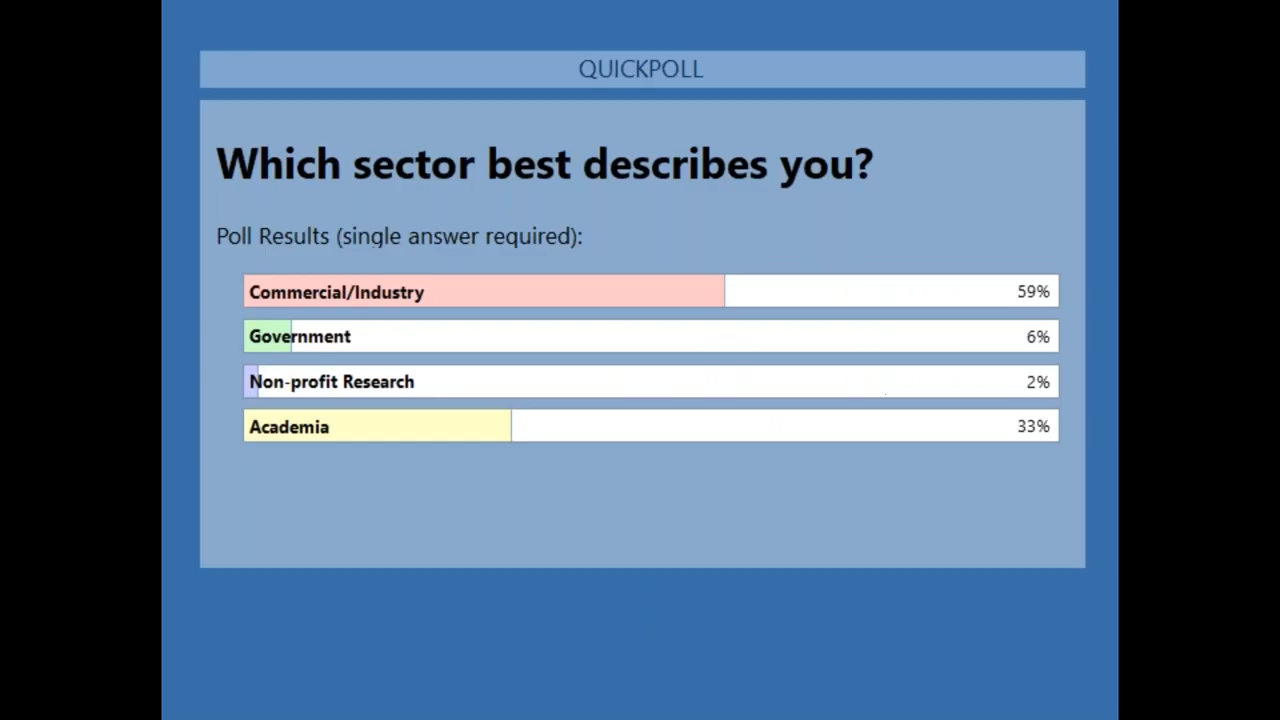 QUICKPOLL
Which sector best describes you?
Poll Results (single answer required):
Commercial/Industry 59%
Government 6%
Non-profit Research 2%
Academia 33%